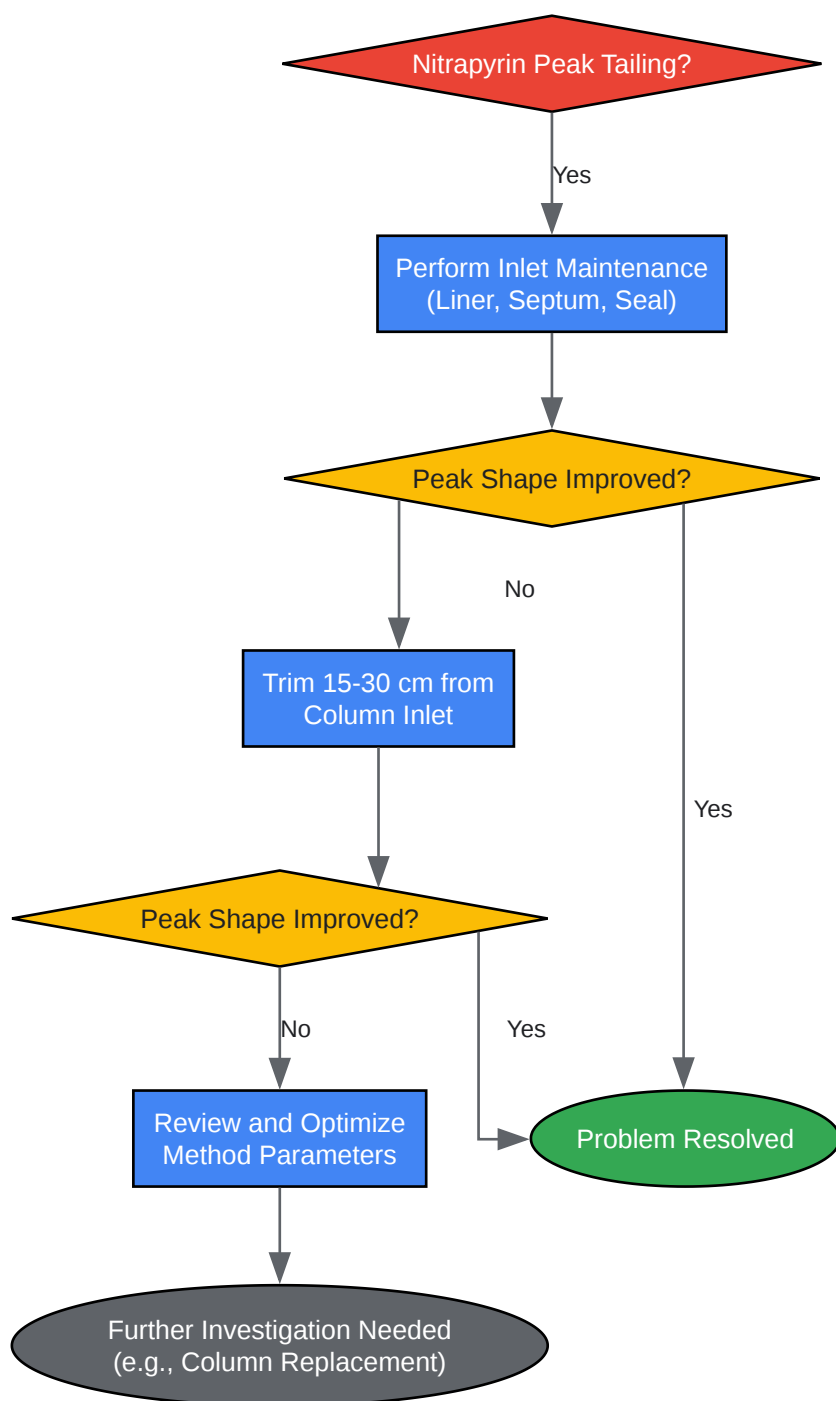 Nitrapyrin Peak Tailing?
Yes
Perform Inlet Maintenance
(Liner, Septum, Seal)
Peak Shape Improved?
No
Trim 15-30 cm from
Column Inlet
Yes
Peak Shape Improved?
No
Yes
Review and Optimize
Method Parameters
Problem Resolved
Further Investigation Needed
(e.g., Column Replacement)